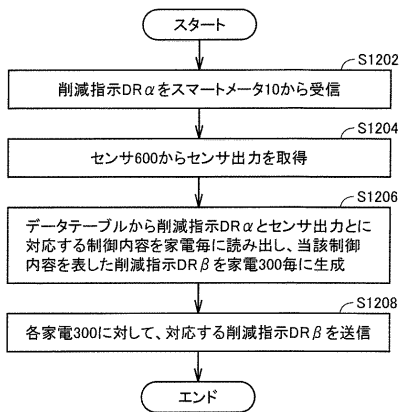 スタート
S1202
削減指示DRαをスマートメータ10から受信
S1204
センサ600からセンサ出力を取得
S1206
データテーブルから削減指示DRαとセンサ出力とに
対応する制御内容を家電毎に読み出し、当該制御
内容を表した削減指示DRβを家電300毎に生成
S1208
各家電300に対して、対応する削減指示DRβを送信
エンド